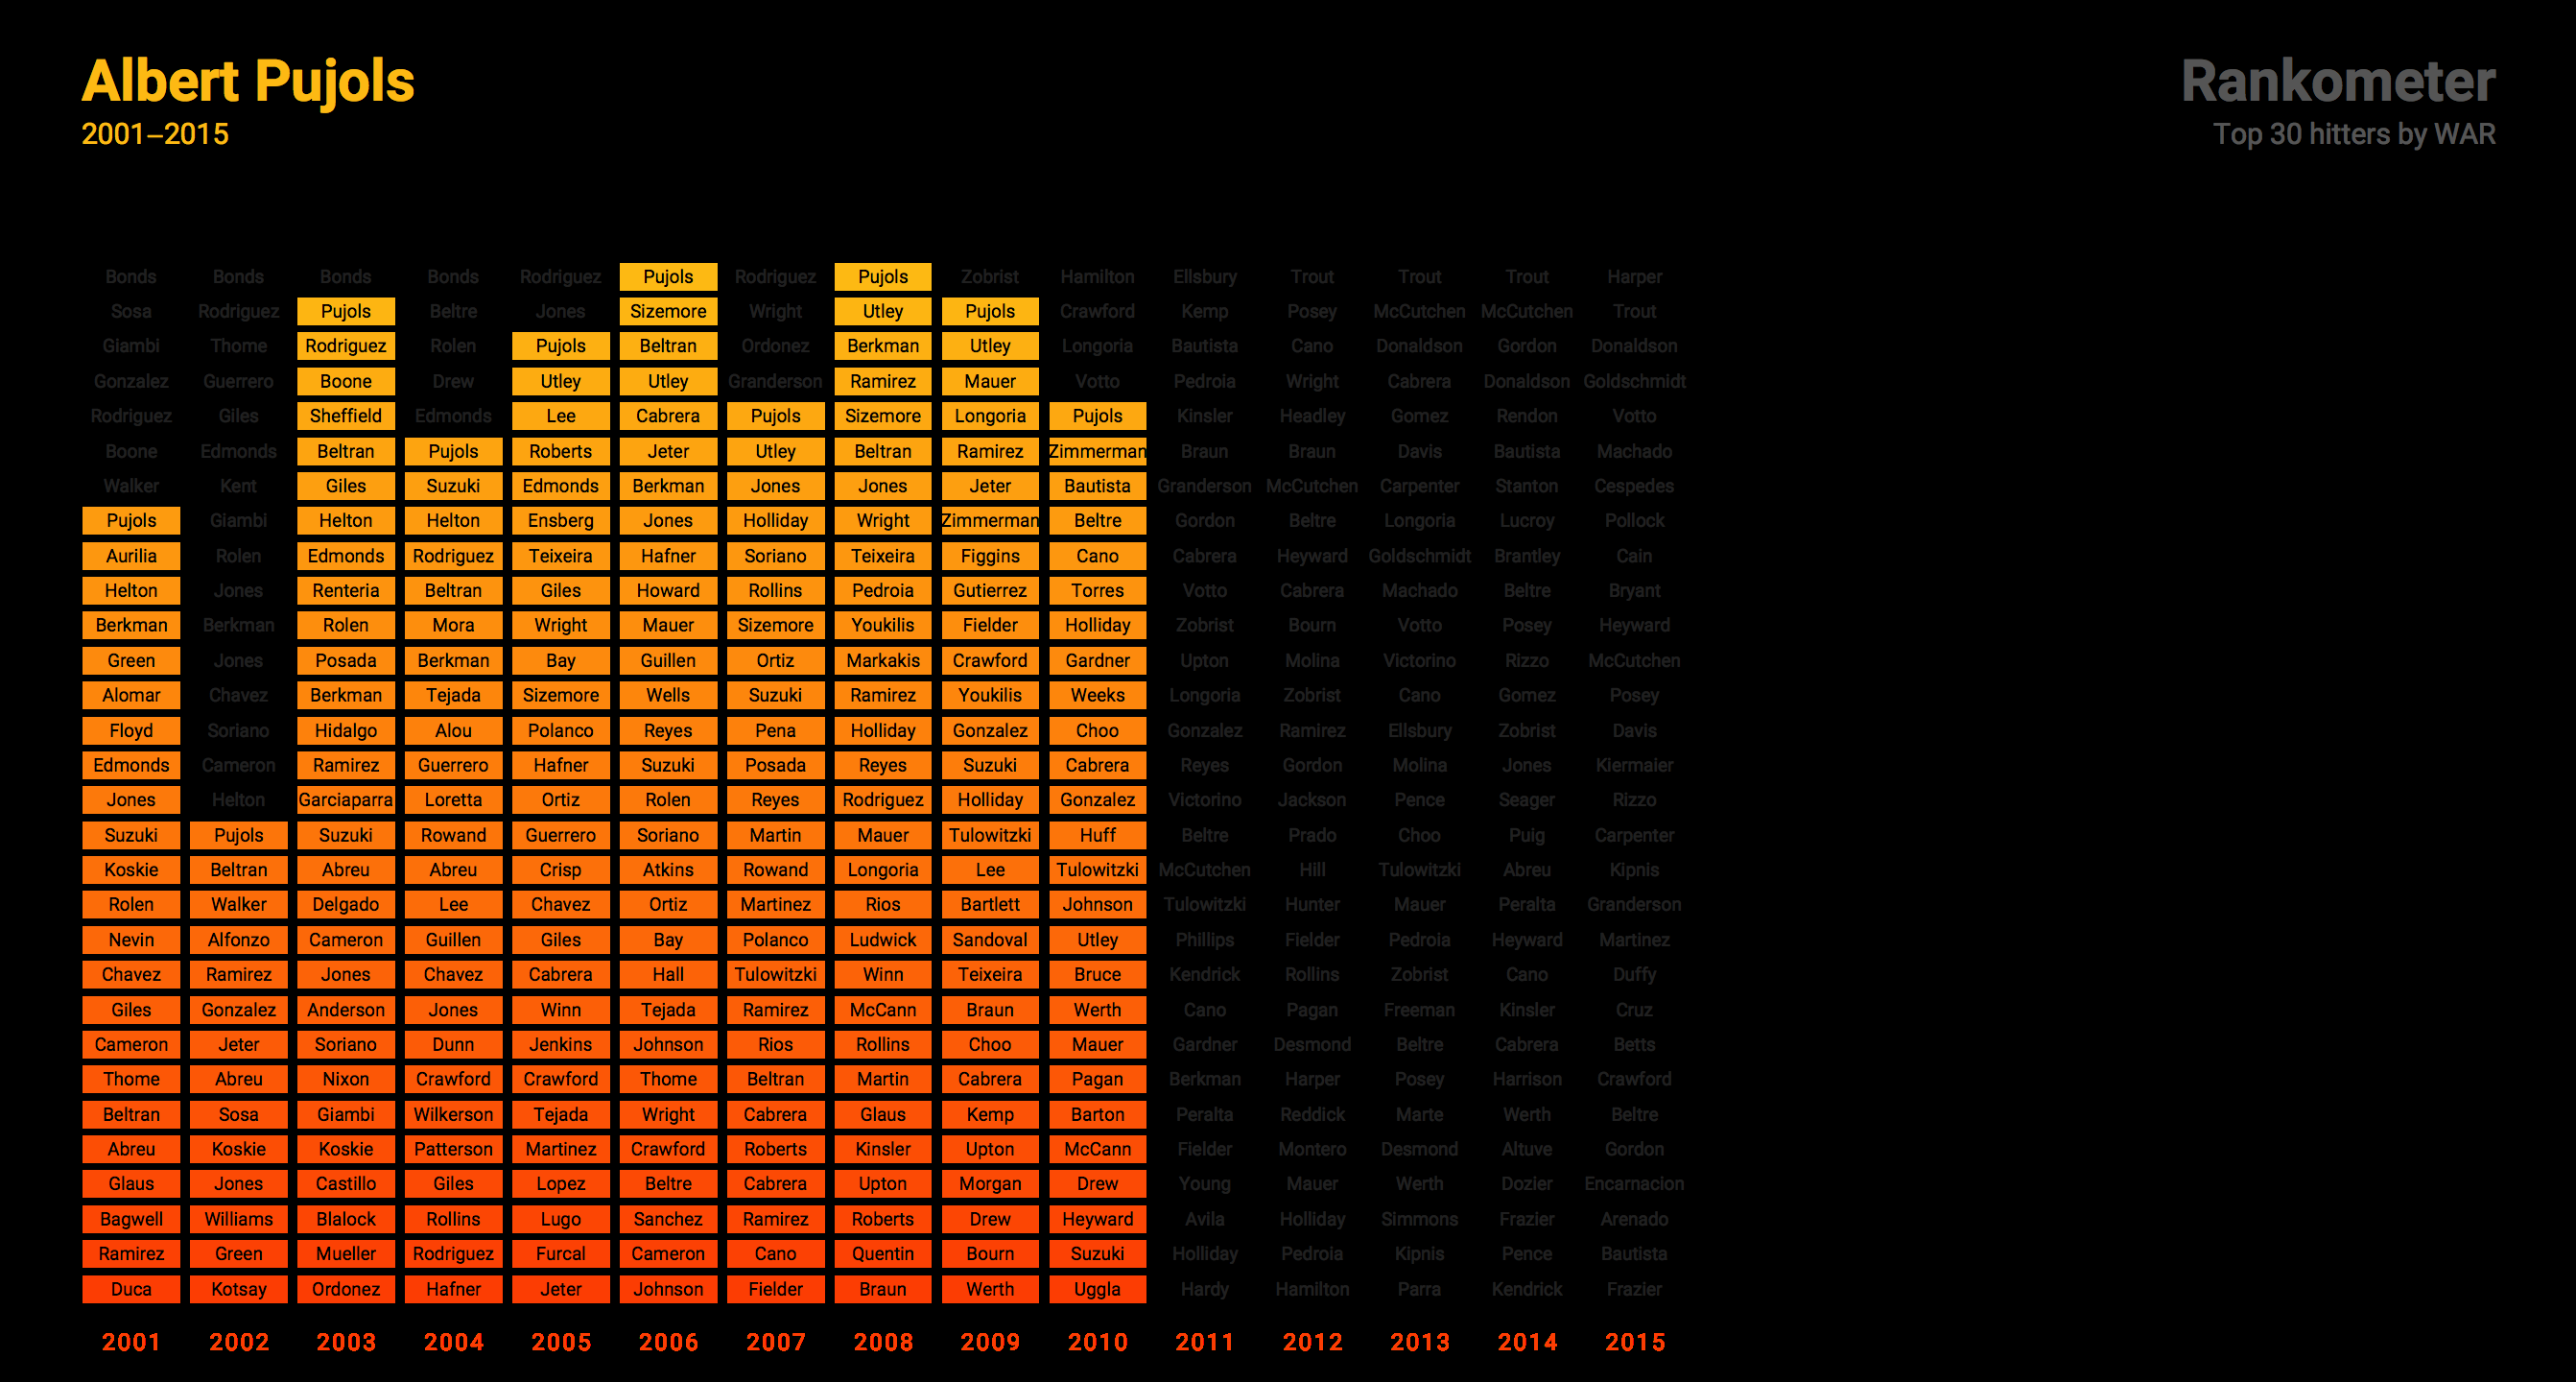 Albert Pujols
2001–2015
Rankometer
Top 30 hitters by WAR
Bonds Bonds Bonds Bonds Rodriguez Pujols Rodriguez Pujols Zobrist Hamilton Ellsbury Trout Trout Trout Harper
Sosa Rodriguez Pujols Beltre Jones Sizemore Wright Utley Pujols Crawford Kemp Posey McCutchen McCutchen Trout
Giambi Thome Rodriguez Rolen Pujols Beltran Ordonez Berkman Utley Longoria Bautista Cano Donaldson Gordon Donaldson
Gonzalez Guerrero Boone Drew Utley Utley Granderson Ramirez Mauer Votto Pedroia Wright Cabrera Donaldson Goldschmidt
Rodriguez Giles Sheffield Edmonds Lee Cabrera Pujols Sizemore Longoria Pujols Kinsler Headley Gomez Rendon Votto
Boone Edmonds Beltran Pujols Roberts Jeter Utley Beltran Ramirez Zimmerman Braun Braun Davis Bautista Machado
Walker Kent Giles Suzuki Edmonds Berkman Jones Jones Jeter Bautista Granderson McCutchen Carpenter Stanton Cespedes
Pujols Giambi Helton Helton Ensberg Jones Holliday Wright Zimmerman Beltre Gordon Beltre Longoria Lucroy Pollock
Aurilia Rolen Edmonds Rodriguez Teixeira Hafner Soriano Teixeira Figgins Cano Cabrera Heyward Goldschmidt Brantley Cain
Helton Jones Renteria Beltran Giles Howard Rollins Pedroia Gutierrez Torres Votto Cabrera Machado Beltre Bryant
Berkman Berkman Rolen Mora Wright Mauer Sizemore Youkilis Fielder Holliday Zobrist Bourn Votto Posey Heyward
Green Jones Posada Berkman Bay Guillen Ortiz Markakis Crawford Gardner Upton Molina Victorino Rizzo McCutchen
Alomar Chavez Berkman Tejada Sizemore Wells Suzuki Ramirez Youkilis Weeks Longoria Zobrist Cano Gomez Posey
Floyd Soriano Hidalgo Alou Polanco Reyes Pena Holliday Gonzalez Choo Gonzalez Ramirez Ellsbury Zobrist Davis
Edmonds Cameron Ramirez Guerrero Hafner Suzuki Posada Reyes Suzuki Cabrera Reyes Gordon Molina Jones Kiermaier
Jones Helton Garciaparra Loretta Ortiz Rolen Reyes Rodriguez Holliday Gonzalez Victorino Jackson Pence Seager Rizzo
Suzuki Pujols Suzuki Rowand Guerrero Soriano Martin Mauer Tulowitzki Huff Beltre Prado Choo Puig Carpenter
Koskie Beltran Abreu Abreu Crisp Atkins Rowand Longoria Lee Tulowitzki McCutchen Hill Tulowitzki Abreu Kipnis
Rolen Walker Delgado Lee Chavez Ortiz Martinez Rios Bartlett Johnson Tulowitzki Hunter Mauer Peralta Granderson
Nevin Alfonzo Cameron Guillen Giles Bay Polanco Ludwick Sandoval Utley Phillips Fielder Pedroia Heyward Martinez
Chavez Ramirez Jones Chavez Cabrera Hall Tulowitzki Winn Teixeira Bruce Kendrick Rollins Zobrist Cano Duffy
Giles Gonzalez Anderson Jones Winn Tejada Ramirez McCann Braun Werth Cano Pagan Freeman Kinsler Cruz
Cameron Jeter Soriano Dunn Jenkins Johnson Rios Rollins Choo Mauer Gardner Desmond Beltre Cabrera Betts
Thome Abreu Nixon Crawford Crawford Thome Beltran Martin Cabrera Pagan Berkman Harper Posey Harrison Crawford
Beltran Sosa Giambi Wilkerson Tejada Wright Cabrera Glaus Kemp Barton Peralta Reddick Marte Werth Beltre
Abreu Koskie Koskie Patterson Martinez Crawford Roberts Kinsler Upton McCann Fielder Montero Desmond Altuve Gordon
Glaus Jones Castillo Giles Lopez Beltre Cabrera Upton Morgan Drew Young Mauer Werth Dozier Encarnacion
Bagwell Williams Blalock Rollins Lugo Sanchez Ramirez Roberts Drew Heyward Avila Holliday Simmons Frazier Arenado
Ramirez Green Mueller Rodriguez Furcal Cameron Cano Quentin Bourn Suzuki Holliday Pedroia Kipnis Pence Bautista
Duca Kotsay Ordonez Hafner Jeter Johnson Fielder Braun Werth Uggla Hardy Hamilton Parra Kendrick Frazier
2001 2002 2003 2004 2005 2006 2007 2008 2009 2010 2011 2012 2013 2014 2015